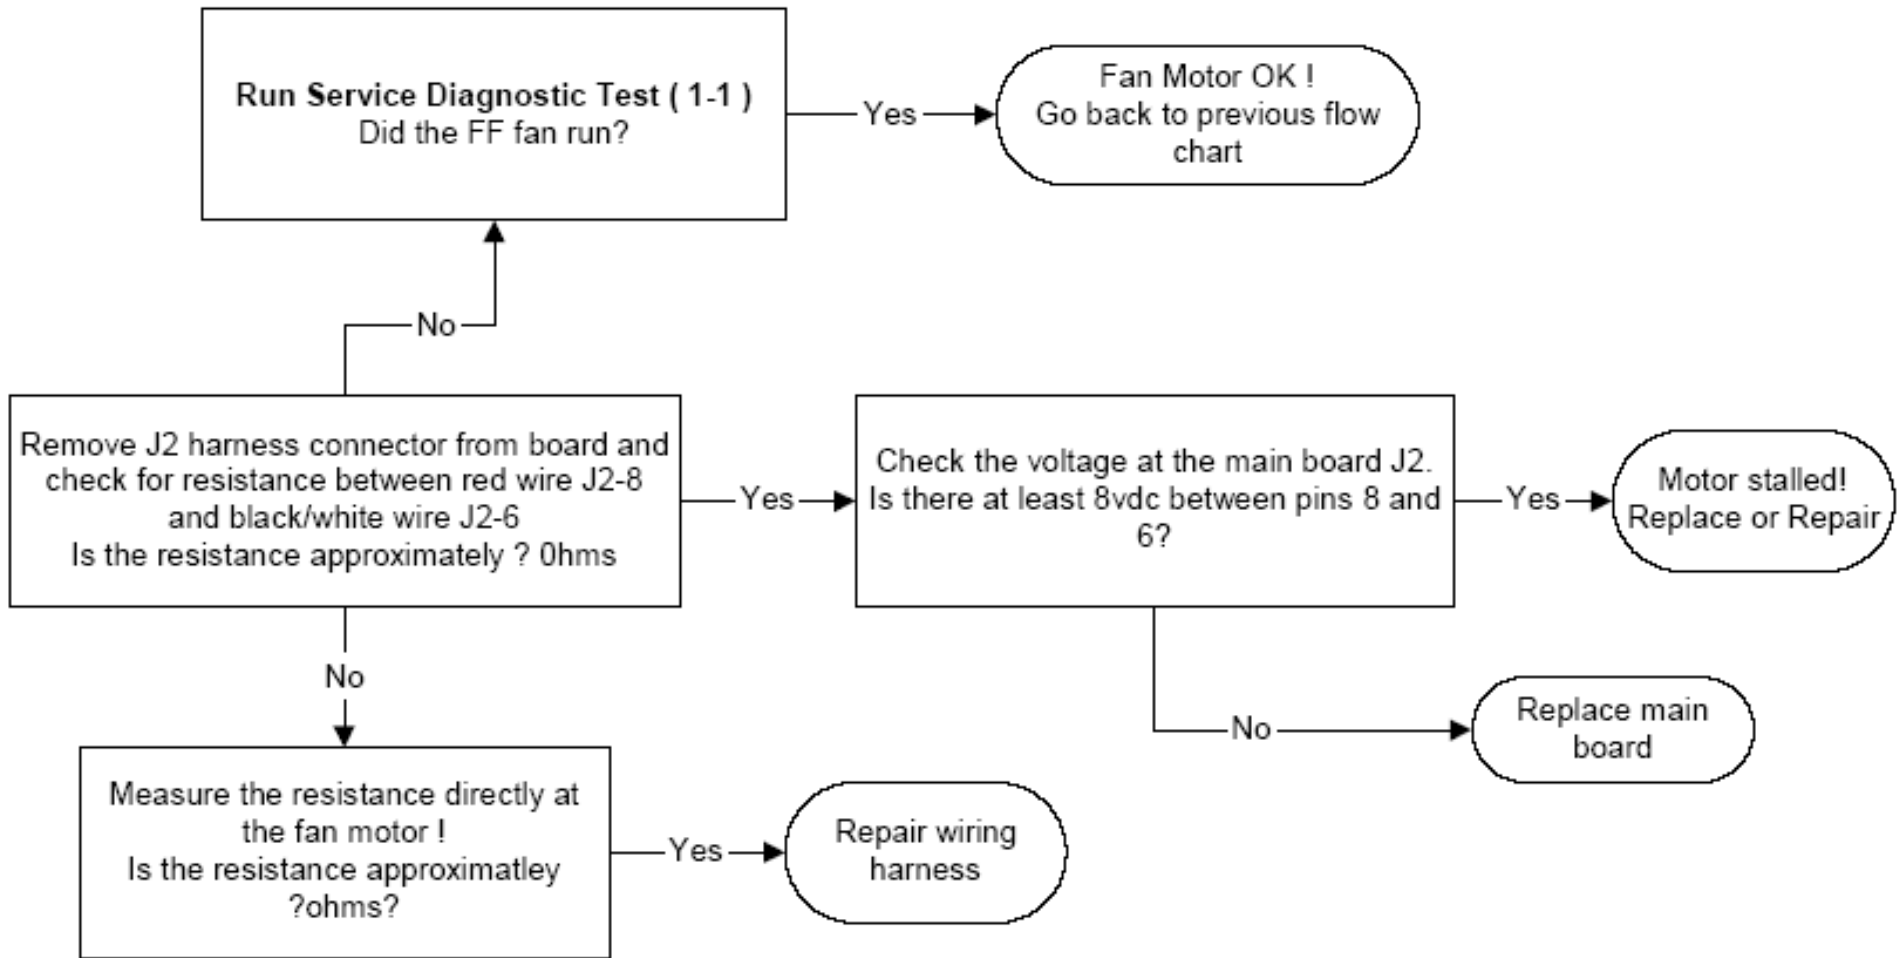 Run Service Diagnostic Test ( 1-1 )
Did the FF fan run?
Yes
Fan Motor OK !
Go back to previous flow
chart
No
Remove J2 harness connector from board and
check for resistance between red wire J2-8
and black/white wire J2-6
Is the resistance approximately ? 0hms
Yes
Check the voltage at the main board J2.
Is there at least 8vdc between pins 8 and
6?
Yes
Motor stalled!
Replace or Repair
No
Replace main
board
No
Measure the resistance directly at
the fan motor !
Is the resistance approximatley
?ohms?
Yes
Repair wiring
harness